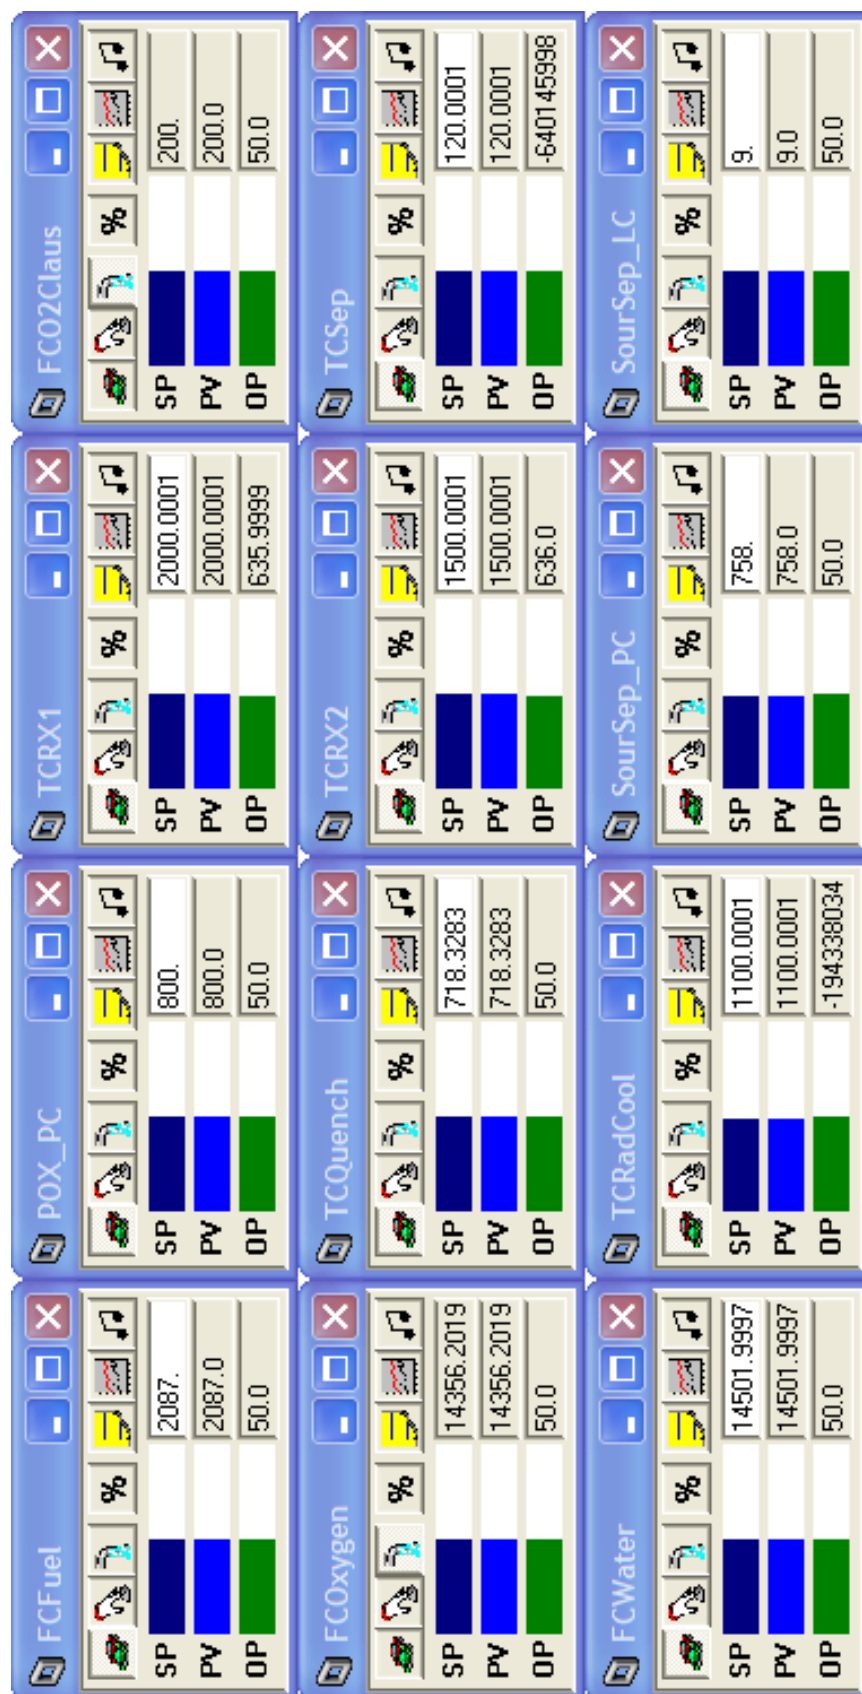 FCFuel
%
SP 2087.
PV 2087.0
OP 50.0
POX_PC
%
SP 800.
PV 800.0
OP 50.0
TCRX1
%
SP 2000.0001
PV 2000.0001
OP 635.9999
FCO2Claus
%
SP 200.
PV 200.0
OP 50.0
FCOxygen
%
SP 14356.2019
PV 14356.2019
OP 50.0
TCQuench
%
SP 718.3283
PV 718.3283
OP 50.0
TCRX2
%
SP 1500.0001
PV 1500.0001
OP 636.0
TCSep
%
SP 120.0001
PV 120.0001
OP -640145998
FCWater
%
SP 14501.9997
PV 14501.9997
OP 50.0
TCRadCool
%
SP 1100.0001
PV 1100.0001
OP -194338034
SourSep_PC
%
SP 758.
PV 758.0
OP 50.0
SourSep_LC
%
SP 9.
PV 9.0
OP 50.0